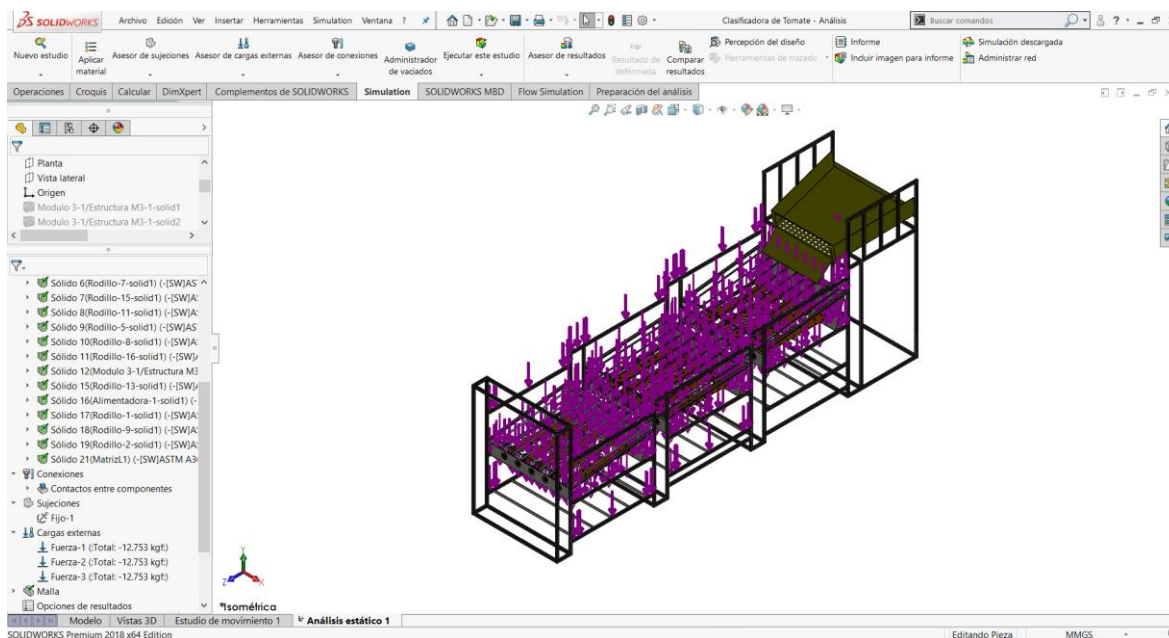 SOLIDWORKS Archivo Edición Ver Insertar Herramientas Simulation Ventana ? Clasificadora de Tomate - Análisis Buscar comandos
Nuevo estudio
Aplicar material
Asesor de sujeciones
Asesor de cargas externas
Asesor de conexiones
Administrador de vaciados
Ejecutar este estudio
Asesor de resultados
Resultado de deformada
Comparar resultados
Percepción del diseño
Herramientas de trazado
Informe
Induir imagen para informe
Simulación descargada
Administrar red
Operaciones Croquis Calcular DimXpert Complementos de SOLIDWORKS Simulation SOLIDWORKS MBD Flow Simulation Preparación del análisis
Planta
Vista lateral
Origen
Modulo 3-1/Estructura M3-1-solid1
Modulo 3-1/Estructura M3-1-solid2
Sólido 6(Rodillo-7-solid1) (-[SW]AS
Sólido 7(Rodillo-15-solid1) (-[SW]A
Sólido 8(Rodillo-11-solid1) (-[SW]A
Sólido 9(Rodillo-5-solid1) (-[SW]AS
Sólido 10(Rodillo-8-solid1) (-[SW]A
Sólido 11(Rodillo-16-solid1) (-[SW]
Sólido 12(Modulo 3-1/Estructura M3
Sólido 15(Rodillo-13-solid1) (-[SW]
Sólido 16(Alimentadora-1-solid1) (-
Sólido 17(Rodillo-1-solid1) (-[SW]A
Sólido 18(Rodillo-9-solid1) (-[SW]A
Sólido 19(Rodillo-2-solid1) (-[SW]A
Sólido 21(MatrizL1) (-[SW]ASTM A3
Conexiones
Contactos entre componentes
Sujeciones
Fijo-1
Cargas externas
Fuerza-1 (:Total: -12.753 kgf:)
Fuerza-2 (:Total: -12.753 kgf:)
Fuerza-3 (:Total: -12.753 kgf:)
Malla
Opciones de resultados
Y
Z
X
*Isométrica
Modelo Vistas 3D Estudio de movimiento 1 Análisis estático 1
SOLIDWORKS Premium 2018 x64 Edition Editando Pieza MMGS